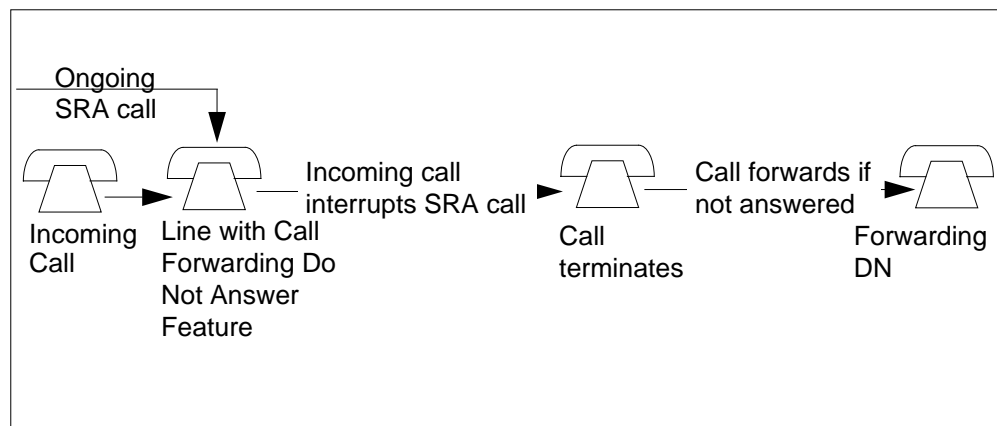 Ongoing
SRA call
Incoming call
interrupts SRA call
Call forwards if
not answered
Incoming
Call
Line with Call
Forwarding Do
Not Answer
Feature
Call
terminates
Forwarding
DN